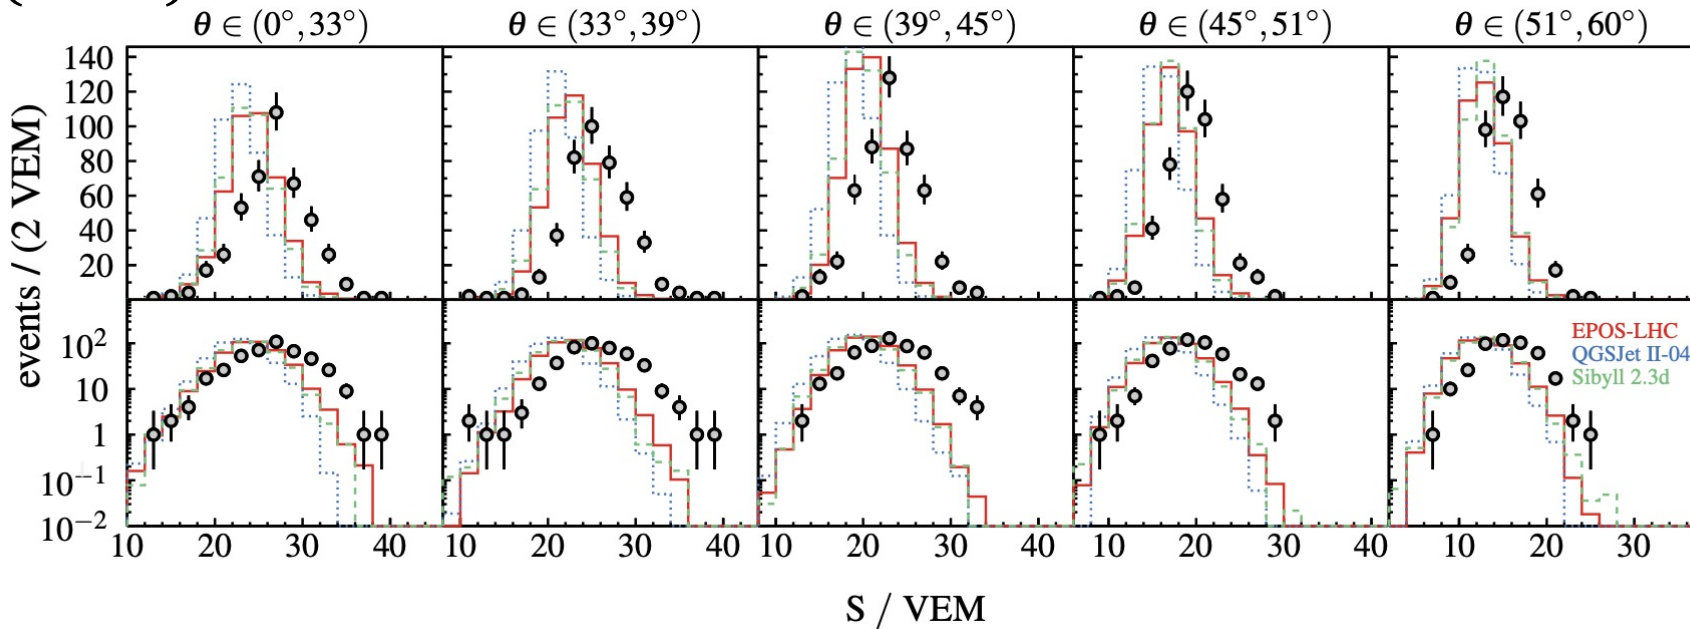 θ ∈ (0°,33°) θ ∈ (33°,39°) θ ∈ (39°,45°) θ ∈ (45°,51°) θ ∈ (51°,60°)
140
120
100
80
60
40
20
events / (2 VEM)
10²
10
1
10⁻¹
10⁻²
EPOS-LHC
QGSJet II-04
Sibyll 2.3d
10 20 30 40 10 20 30 40 10 20 30 40 10 20 30 40 10 20 30
S / VEM